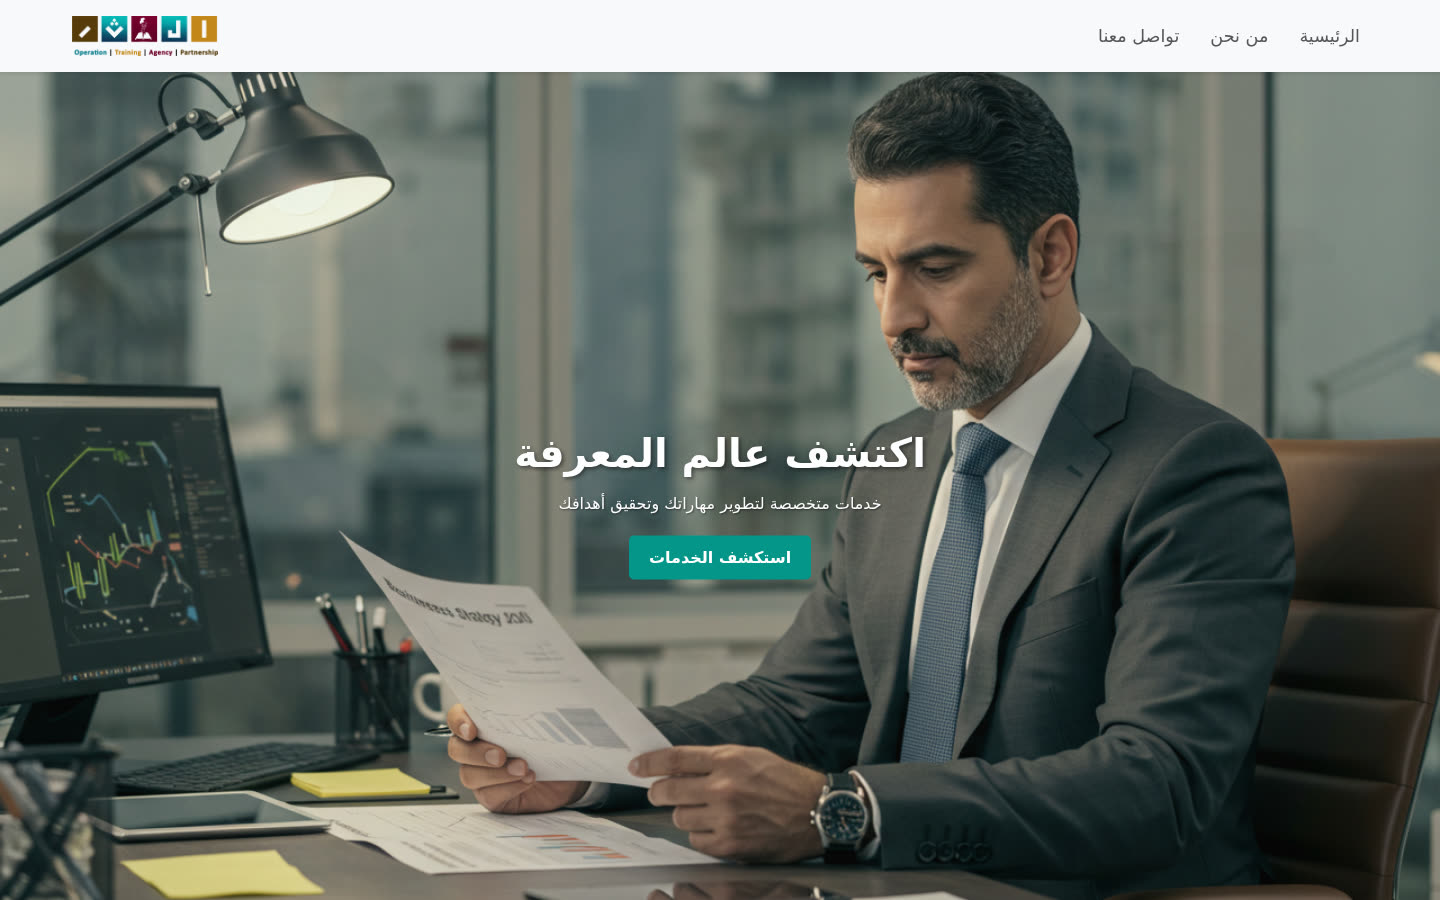 الرئيسية
من نحن
تواصل معنا
Operation | Training | Agency | Partnership
اكتشف عالم المعرفة
خدمات متخصصة لتطوير مهاراتك وتحقيق أهدافك
استكشف الخدمات